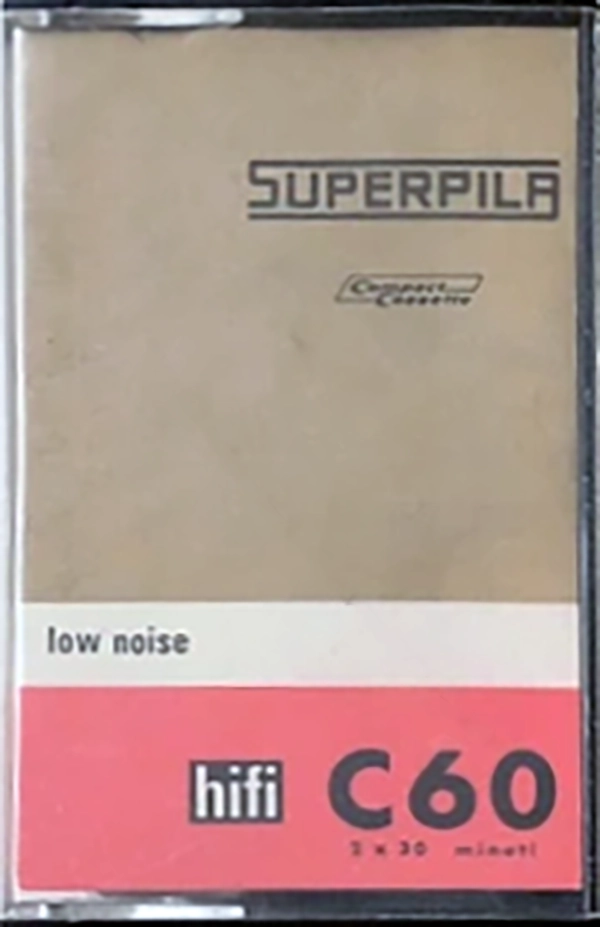 SUPERPILA
Compact
Cassette
low noise
hifi C60
2 x 30 minuti